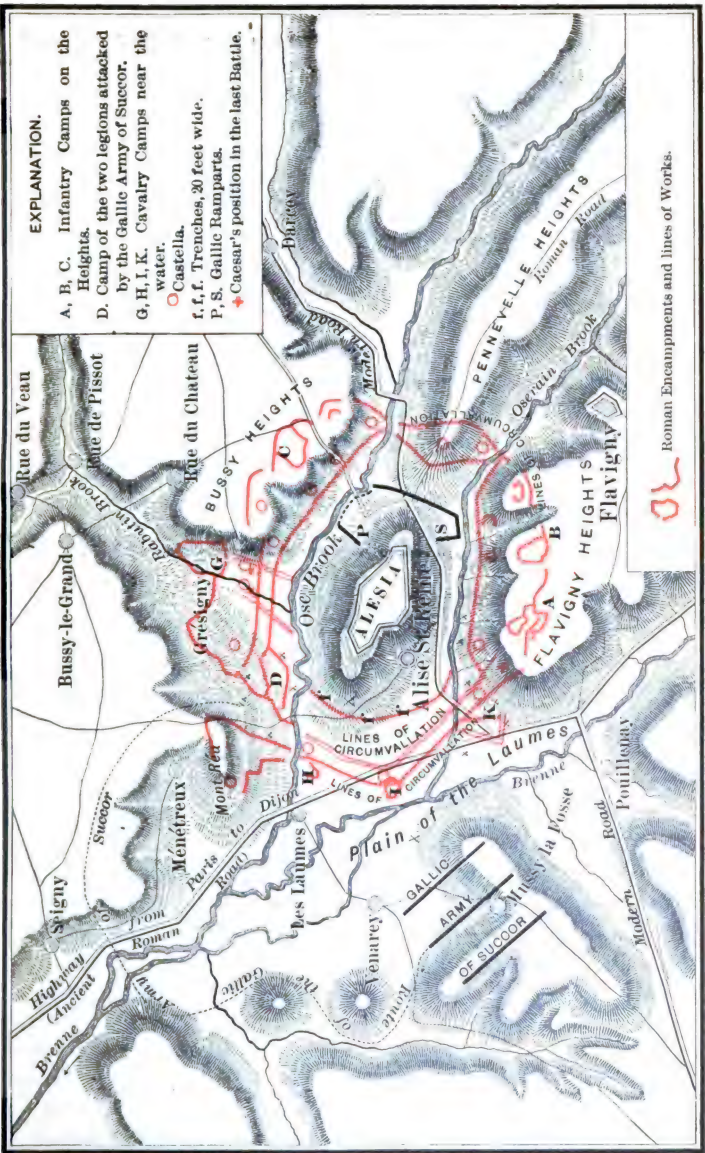 EXPLANATION.
A, B, C. Infantry Camps on the
Heights.
D. Camp of the two legions attacked
by the Gallic Army of Succor.
G, H, I, K. Cavalry Camps near the
water.
Castella.
f, f, f. Trenches, 20 feet wide.
P, S. Gallic Ramparts.
Caesar's position in the last Battle.
Rue du Veau
Rue de Pissot
Rue du Chateau
Rabutin Brook
Bussy-le-Grand
BUSSY HEIGHTS
Darcey
Modern Road
C
G
Gresigny
D
Ose Brook
P
S
ALESIA
Alise Ste Reine
CIRCUMVALLATION
PENNEVELLE HEIGHTS
Roman Road
Oserain Brook
LINES OF CIRCUMVALLATION
B
A
FLAVIGNY HEIGHTS
Flavigny
Seigny
Succor
of
Menetreux
Mont Rea
f f f
LINES OF
CIRCUMVALLATION
LINES OF CIRCUMVALLATION
H
I
K
Highway from Paris to Dijon
(Ancient Roman Road)
Brenne
Les Laumes
Plain of the Laumes
Brenne
Pouillenay
Venarey
GALLIC
ARMY
OF SUCCOR
Mussy la Fosse
Modern Road
Route of the Gallic Army
Roman Encampments and lines of Works.